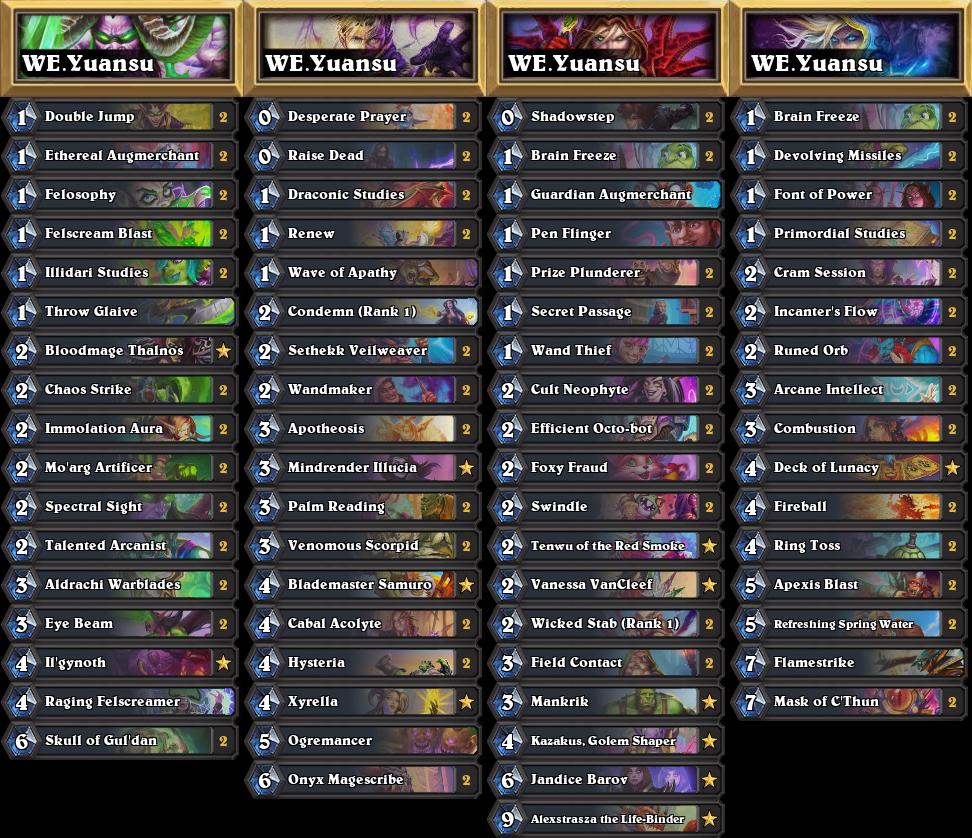 WE.Yuansu
1 Double Jump 2
1 Ethereal Augmerchant 2
1 Felosophy 2
1 Felscream Blast 2
1 Illidari Studies 2
1 Throw Glaive
2 Bloodmage Thalnos
2 Chaos Strike 2
2 Immolation Aura 2
2 Mo'arg Artificer 2
2 Spectral Sight 2
2 Talented Arcanist 2
3 Aldrachi Warblades 2
3 Eye Beam 2
4 Il'gynoth
4 Raging Felscreamer
6 Skull of Gul'dan 2
WE.Yuansu
0 Desperate Prayer 2
0 Raise Dead 2
1 Draconic Studies 2
1 Renew 2
1 Wave of Apathy
2 Condemn (Rank 1)
2 Sethekk Veilweaver 2
2 Wandmaker 2
3 Apotheosis 2
3 Mindrender Illucia
3 Palm Reading 2
3 Venomous Scorpid 2
4 Blademaster Samuro
4 Cabal Acolyte 2
4 Hysteria 2
4 Xyrella
5 Ogremancer
6 Onyx Magescribe 2
WE.Yuansu
0 Shadowstep 2
1 Brain Freeze 2
1 Guardian Augmerchant
1 Pen Flinger
1 Prize Plunderer 2
1 Secret Passage 2
1 Wand Thief 2
2 Cult Neophyte 2
2 Efficient Octo-bot 2
2 Foxy Fraud 2
2 Swindle 2
2 Tenwu of the Red Smoke
2 Vanessa VanCleef
2 Wicked Stab (Rank 1) 2
3 Field Contact 2
3 Mankrik
4 Kazakus, Golem Shaper
6 Jandice Barov
9 Alexstrasza the Life-Binder
WE.Yuansu
1 Brain Freeze 2
1 Devolving Missiles 2
1 Font of Power 2
1 Primordial Studies 2
2 Cram Session 2
2 Incanter's Flow 2
2 Runed Orb 2
3 Arcane Intellect 2
3 Combustion 2
4 Deck of Lunacy
4 Fireball 2
4 Ring Toss 2
5 Apexis Blast 2
5 Refreshing Spring Water 2
7 Flamestrike
7 Mask of C'Thun 2